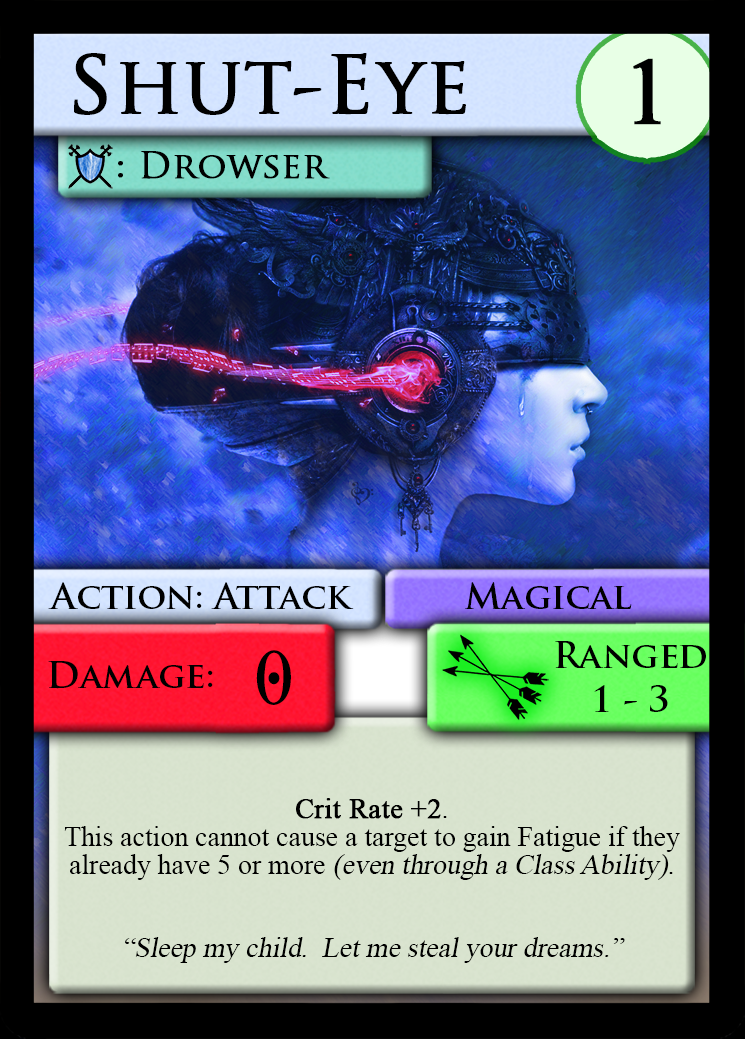 Shut-Eye
1
: Drowser
Action: Attack
Magical
Damage: 0
Ranged
1 - 3
Crit Rate +2.
This action cannot cause a target to gain Fatigue if they
already have 5 or more (even through a Class Ability).
“Sleep my child. Let me steal your dreams.”